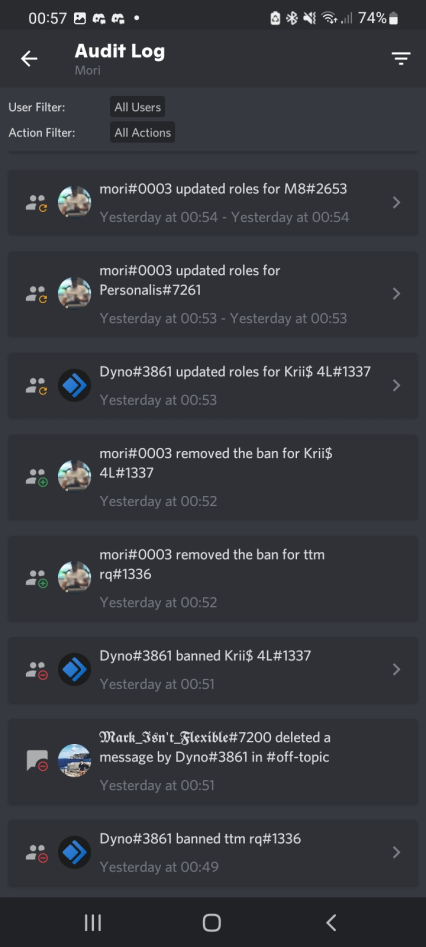 00:57
74%
Audit Log
Mori
User Filter: All Users
Action Filter: All Actions
mori#0003 updated roles for M8#2653
Yesterday at 00:54 - Yesterday at 00:54
mori#0003 updated roles for
Personalis#7261
Yesterday at 00:53 - Yesterday at 00:53
Dyno#3861 updated roles for Krii$ 4L#1337
Yesterday at 00:53
mori#0003 removed the ban for Krii$
4L#1337
Yesterday at 00:52
mori#0003 removed the ban for ttm
rq#1336
Yesterday at 00:52
Dyno#3861 banned Krii$ 4L#1337
Yesterday at 00:51
𝕸𝖆𝖗𝖐_𝕴𝖘𝖓'𝖙_𝕱𝖑𝖊𝖝𝖎𝖇𝖑𝖊#7200 deleted a
message by Dyno#3861 in #off-topic
Yesterday at 00:51
Dyno#3861 banned ttm rq#1336
Yesterday at 00:49